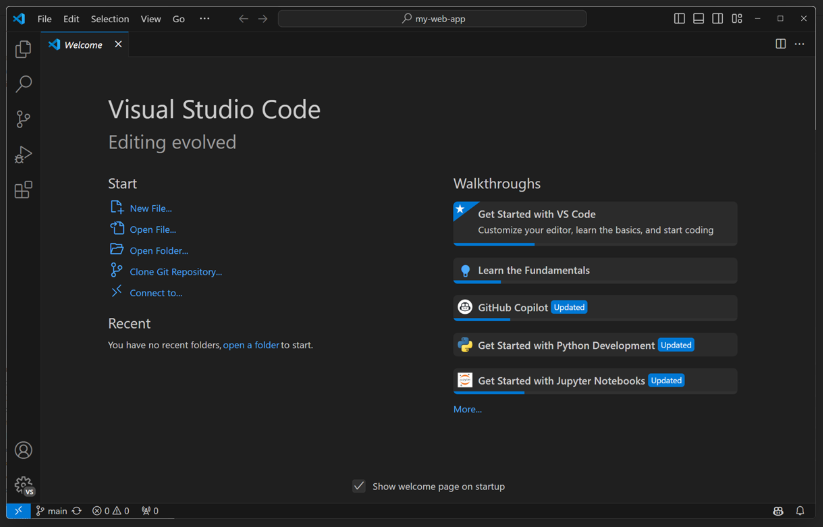 File Edit Selection View Go ···
my-web-app
Welcome
Visual Studio Code
Editing evolved
Start
New File...
Open File...
Open Folder...
Clone Git Repository...
Connect to...
Recent
You have no recent folders, open a folder to start.
Walkthroughs
Get Started with VS Code
Customize your editor, learn the basics, and start coding
Learn the Fundamentals
GitHub Copilot Updated
Get Started with Python Development Updated
Get Started with Jupyter Notebooks Updated
More...
Show welcome page on startup
VS
main 0 0 0